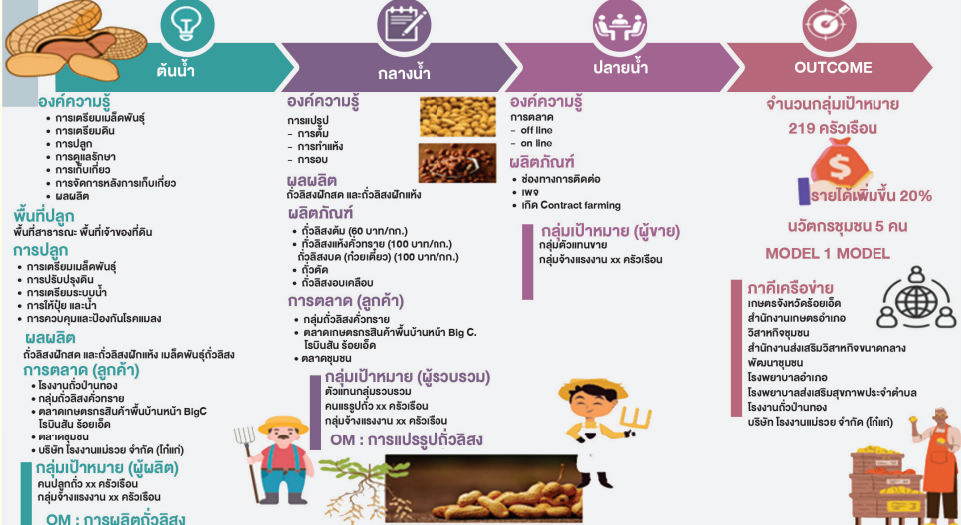 ต้นน้ำ
กลางน้ำ
ปลายน้ำ
OUTCOME
องค์ความรู้
• การเตรียมเมล็ดพันธุ์
• การเตรียมดิน
• การปลูก
• การดูแลรักษา
• การเก็บเกี่ยว
• การจัดการหลังการเก็บเกี่ยว
• ผลผลิต
พื้นที่ปลูก
พื้นที่สาธารณะ พื้นที่เจ้าของที่ดิน
การปลูก
• การเตรียมเมล็ดพันธุ์
• การปรับปรุงดิน
• การเตรียมระบบน้ำ
• การให้ปุ๋ย และน้ำ
• การควบคุมและป้องกันโรคแมลง
ผลผลิต
ถั่วลิสงฝักสด และถั่วลิสงฝักแห้ง เมล็ดพันธุ์ถั่วลิสง
การตลาด (ลูกค้า)
• โรงงานถั่วป่านทอง
• กลุ่มถั่วลิสงคั่วทราย
• ตลาดเกษตรกรสินค้าพื้นบ้านหน้า BigC
โรบินสัน ร้อยเอ็ด
• ตลาดชุมชน
• บริษัท โรงงานแม่รวย จำกัด (โก๋แก่)
กลุ่มเป้าหมาย (ผู้ผลิต)
คนปลูกถั่ว xx ครัวเรือน
กลุ่มจ้างแรงงาน xx ครัวเรือน
OM : การผลิตถั่วลิสง
องค์ความรู้
การแปรรูป
- การต้ม
- การทำแห้ง
- การอบ
ผลผลิต
ถั่วลิสงฝักสด และถั่วลิสงฝักแห้ง
ผลิตภัณฑ์
• ถั่วลิสงต้ม (60 บาท/กก.)
• ถั่วลิสงแห้งคั่วทราย (100 บาท/กก.)
ถั่วลิสงบด (ก๋วยเตี๋ยว) (100 บาท/กก.)
• ถั่วตัด
• ถั่วลิสงอบเคลือบ
การตลาด (ลูกค้า)
• กลุ่มถั่วลิสงคั่วทราย
• ตลาดเกษตรกรสินค้าพื้นบ้านหน้า Big C.
โรบินสัน ร้อยเอ็ด
• ตลาดชุมชน
กลุ่มเป้าหมาย (ผู้รวบรวม)
ตัวแทนกลุ่มรวบรวม
คนแรรูปถั่ว xx ครัวเรือน
กลุ่มจ้างแรงงาน xx ครัวเรือน
OM : การแปรรูปถั่วลิสง
องค์ความรู้
การตลาด
- off line
- on line
ผลิตภัณฑ์
• ช่องทางการติดต่อ
• เพจ
• เกิด Contract farming
กลุ่มเป้าหมาย (ผู้ขาย)
กลุ่มตัวแทนขาย
กลุ่มจ้างแรงงาน xx ครัวเรือน
จำนวนกลุ่มเป้าหมาย
219 ครัวเรือน
$
รายได้เพิ่มขึ้น 20%
นวัตกรชุมชน 5 คน
MODEL 1 MODEL
ภาคีเครือข่าย
เกษตรจังหวัดร้อยเอ็ด
สำนักงานเกษตรอำเภอ
วิสาหกิจชุมชน
สำนักงานส่งเสริมวิสาหกิจขนาดกลาง
พัฒนาชุมชน
โรงพยาบาลอำเภอ
โรงพยาบาลส่งเสริมสุขภาพประจำตำบล
โรงงานถั่วป่านทอง
บริษัท โรงงานแม่รวย จำกัด (โก๋แก่)